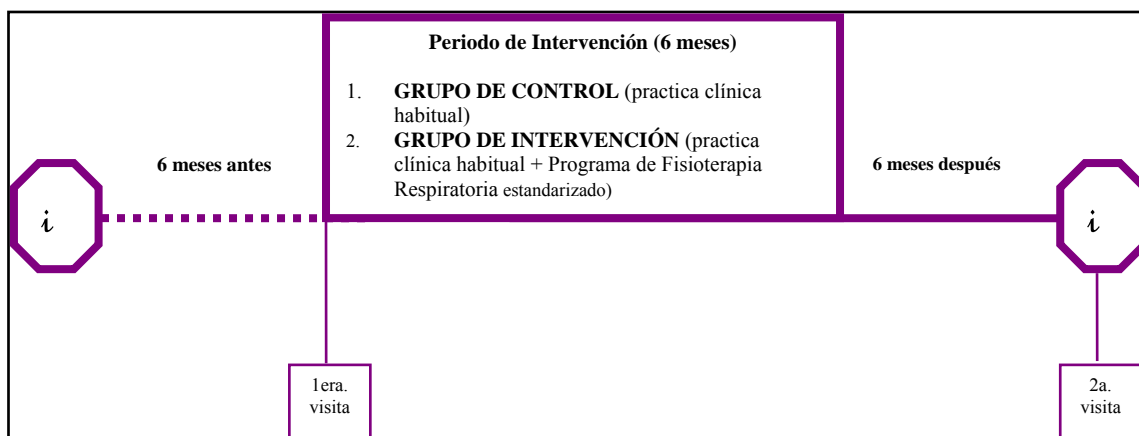 Periodo de Intervención (6 meses)
1. GRUPO DE CONTROL (practica clínica
habitual)
2. GRUPO DE INTERVENCIÓN (practica
clínica habitual + Programa de Fisioterapia
Respiratoria estandarizado)
6 meses antes
6 meses después
i
i
1era.
visita
2a.
visita